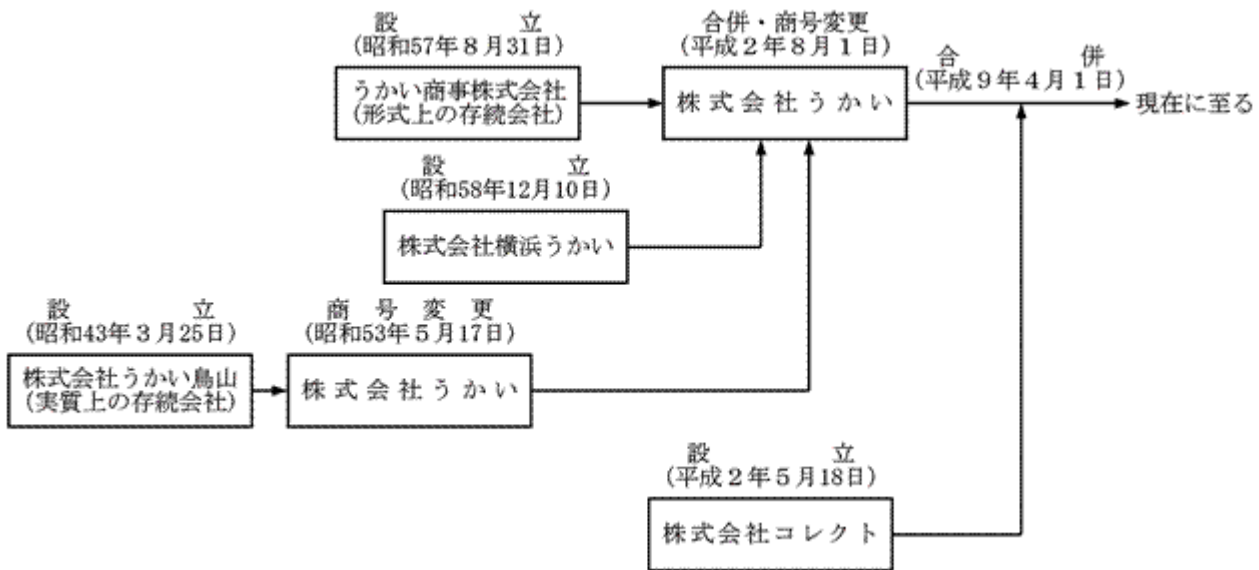 設立
(昭和57年８月31日)
うかい商事株式会社
(形式上の存続会社)
合併・商号変更
(平成２年８月１日)
株式会社うかい
合併
(平成９年４月１日)
現在に至る
設立
(昭和58年12月10日)
株式会社横浜うかい
設立
(昭和43年３月25日)
株式会社うかい鳥山
(実質上の存続会社)
商号変更
(昭和53年５月17日)
株式会社うかい
設立
(平成２年５月18日)
株式会社コレクト